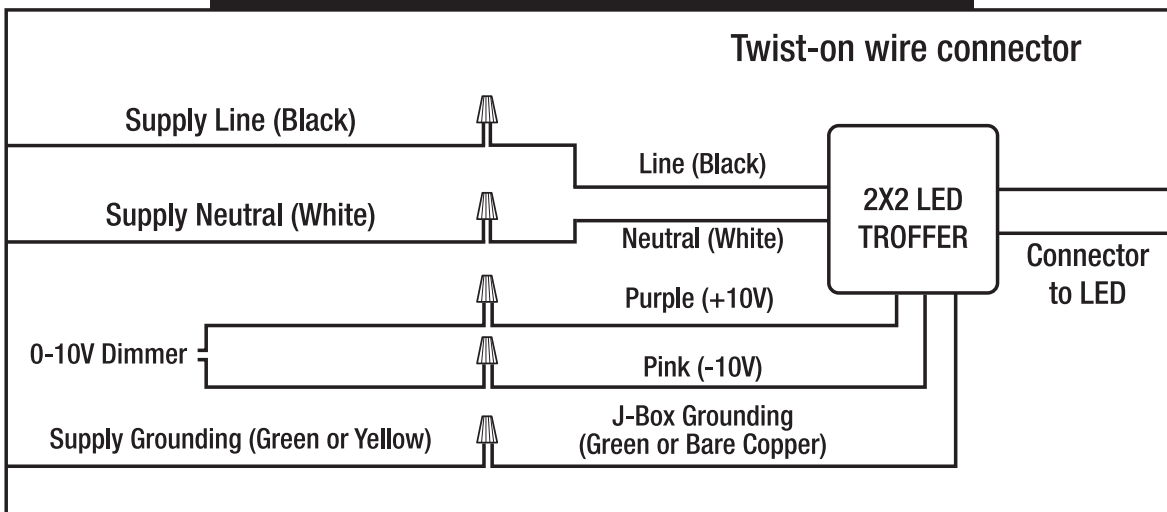 Twist-on wire connector
Supply Line (Black)
Line (Black)
2X2 LED
TROFFER
Supply Neutral (White)
Neutral (White)
Connector
to LED
Purple (+10V)
0-10V Dimmer
Pink (-10V)
J-Box Grounding
(Green or Bare Copper)
Supply Grounding (Green or Yellow)